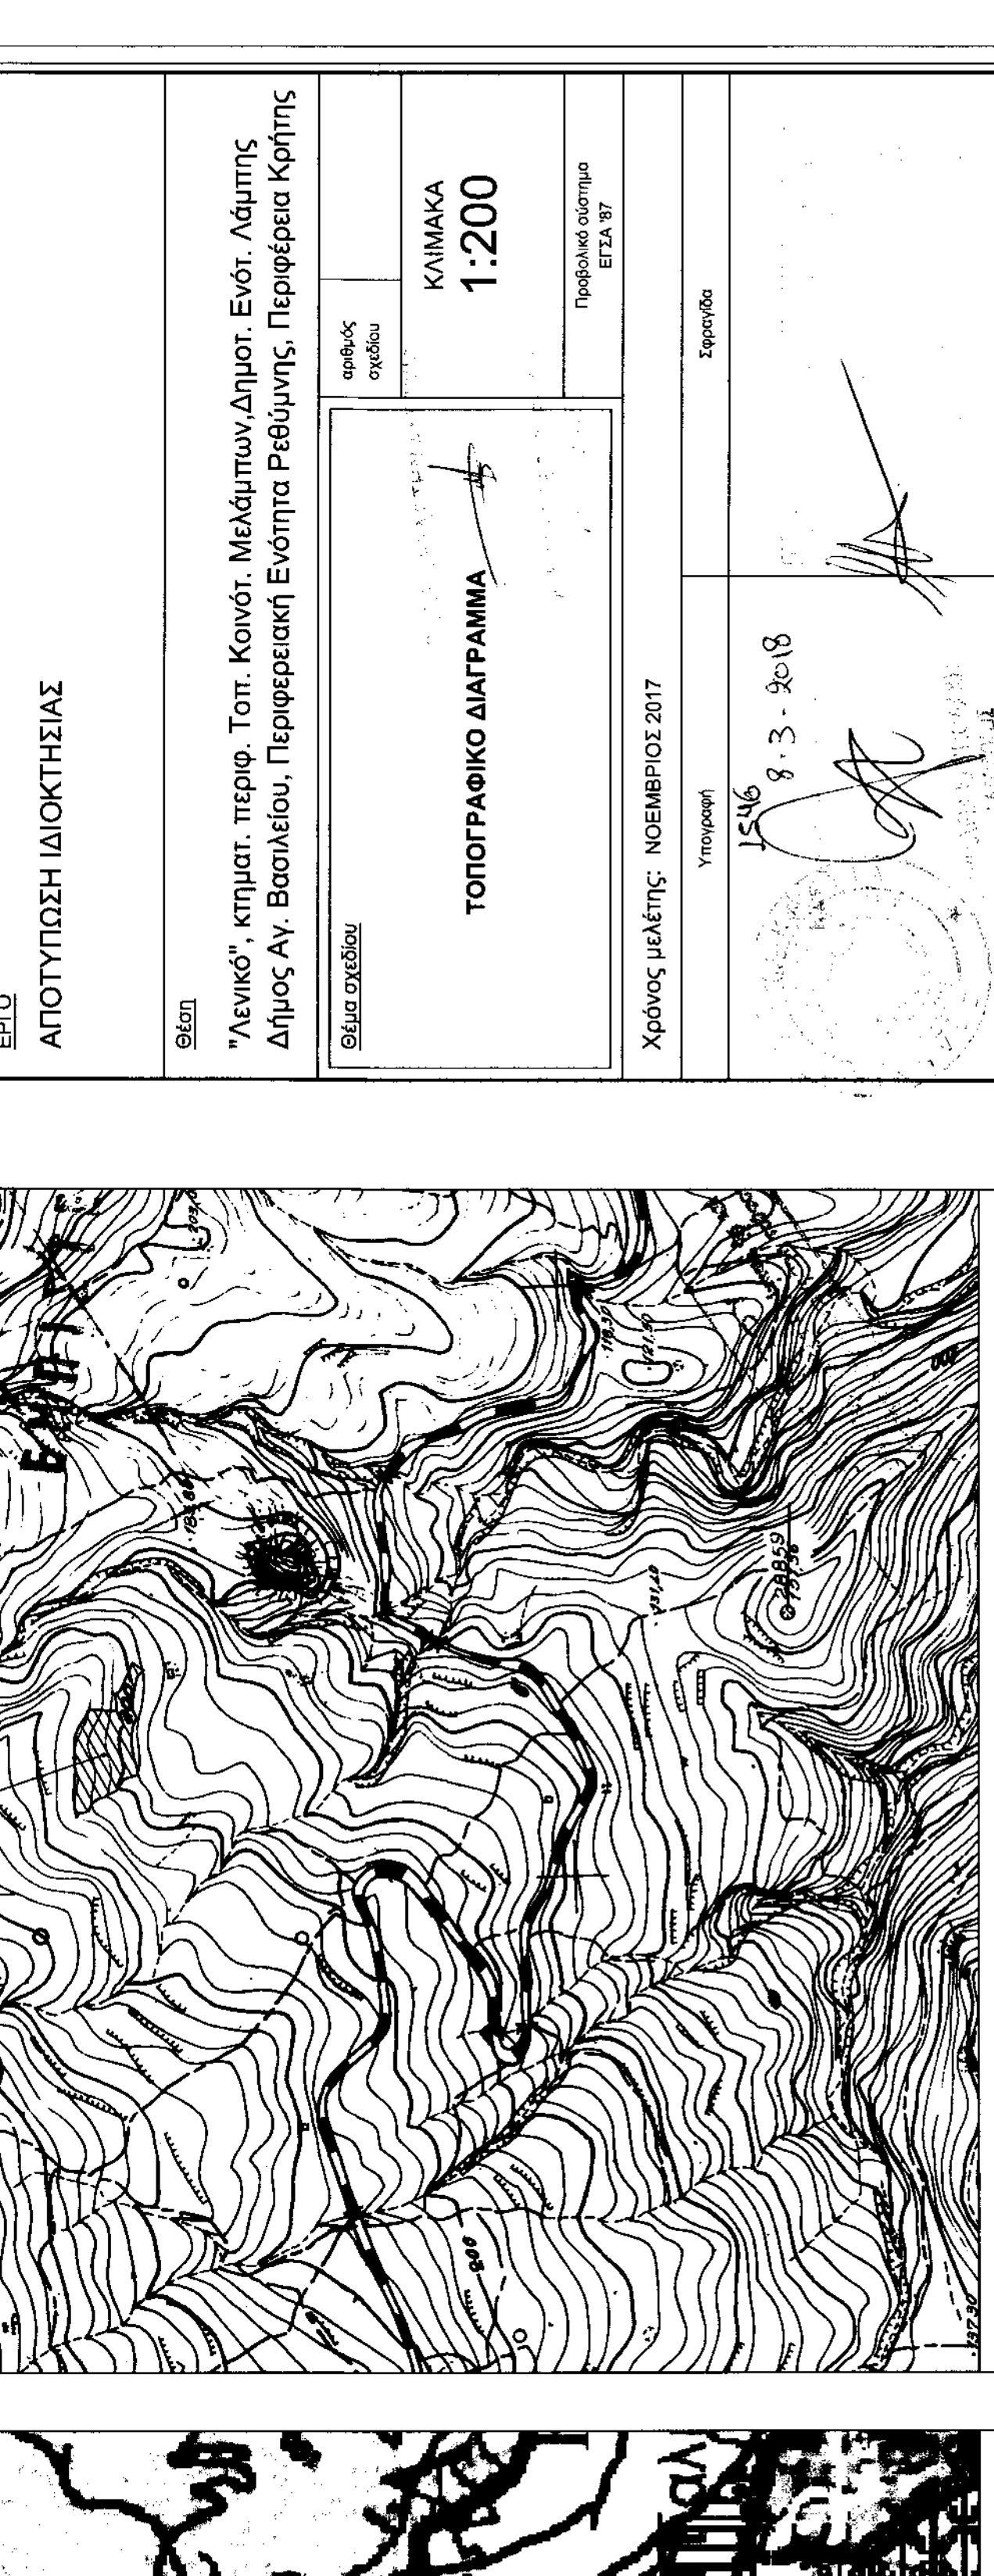 ΕΡΓΟ
ΑΠΟΤΥΠΩΣΗ ΙΔΙΟΚΤΗΣΙΑΣ
Θέση
"Λενικό", κτηματ. περιφ. Τοπ. Κοινότ. Μελάμπων,Δημοτ. Ενότ. Λάμπης
Δήμος Αγ. Βασιλείου, Περιφερειακή Ενότητα Ρεθύμνης, Περιφέρεια Κρήτης
Θέμα σχεδίου
ΤΟΠΟΓΡΑΦΙΚΟ ΔΙΑΓΡΑΜΜΑ
αριθμός
σχεδίου
ΚΛΙΜΑΚΑ
1:200
Προβολικό σύστημα
ΕΓΣΑ '87
Χρόνος μελέτης: ΝΟΕΜΒΡΙΟΣ 2017
Υπογραφή
Σφραγίδα
1546
8-3-2018
200